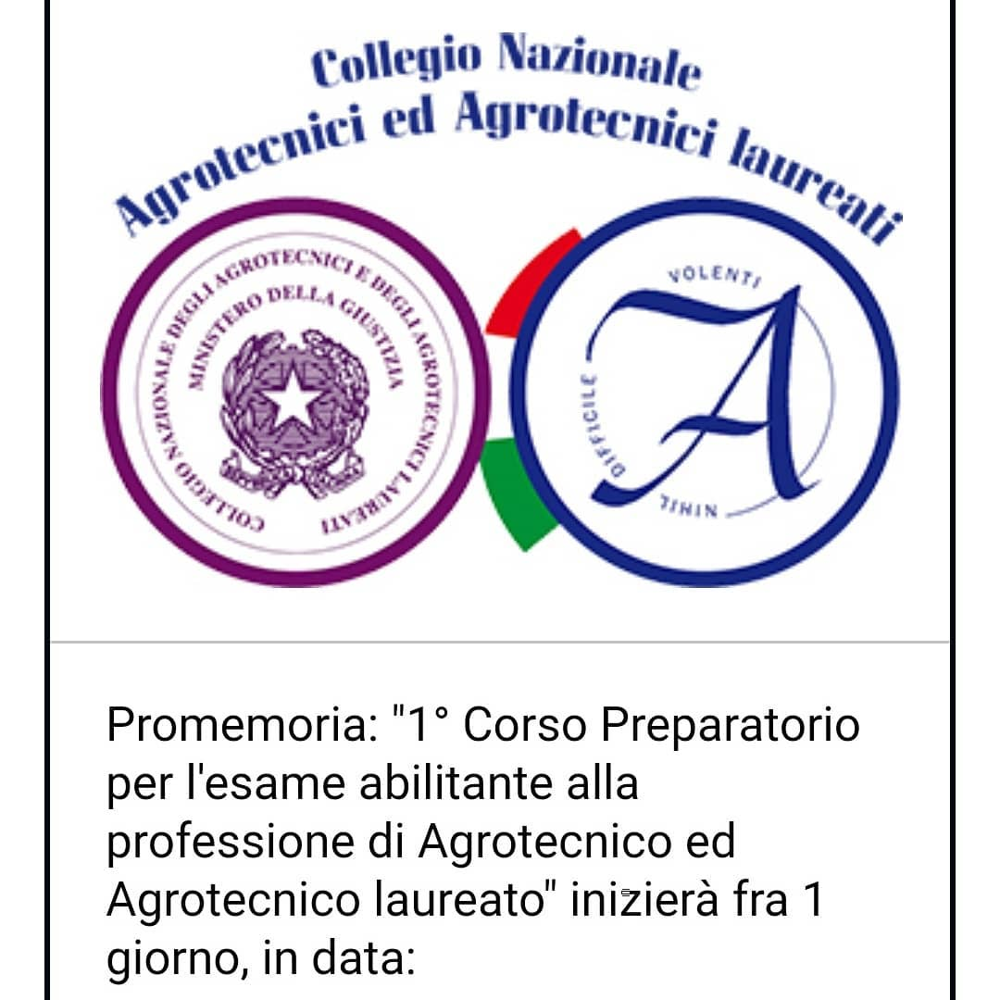 Collegio Nazionale
Agrotecnici ed Agrotecnici laureati
COLLEGIO NAZIONALE DEGLI AGROTECNICI E DEGLI AGROTECNICI LAUREATI
MINISTERO DELLA GIUSTIZIA
VOLENTI
NIHIL
DIFFICILE
A
Promemoria: "1° Corso Preparatorio
per l'esame abilitante alla
professione di Agrotecnico ed
Agrotecnico laureato" inizierà fra 1
giorno, in data: